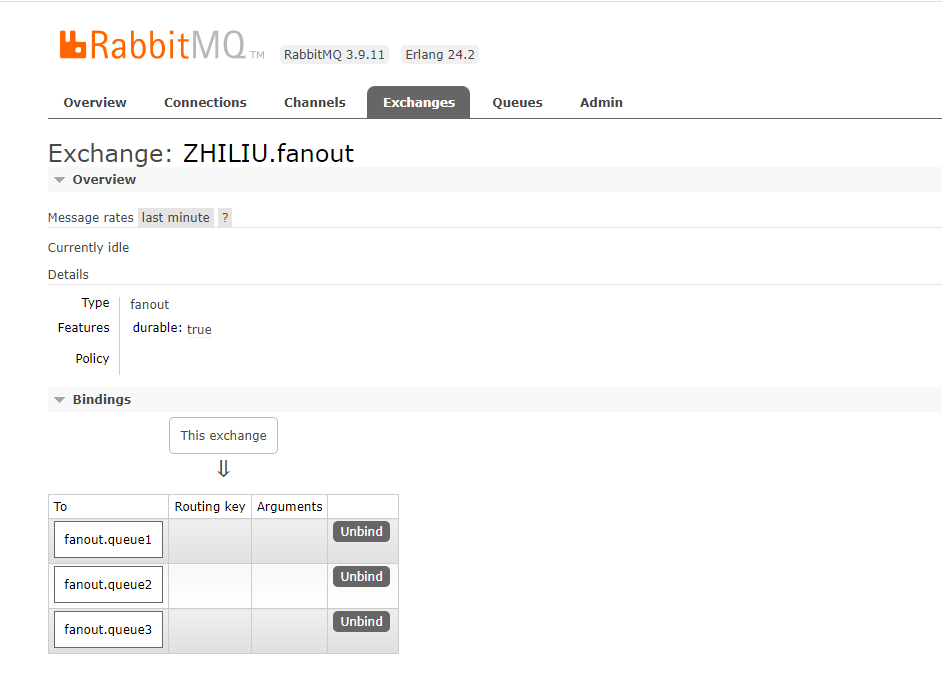 RabbitMQ TM RabbitMQ 3.9.11 Erlang 24.2
Overview Connections Channels Exchanges Queues Admin
Exchange: ZHILIU.fanout
Overview
Message rates last minute ?
Currently idle
Details
Type fanout
Features durable: true
Policy
Bindings
This exchange
⇓
To Routing key Arguments
fanout.queue1 Unbind
fanout.queue2 Unbind
fanout.queue3 Unbind